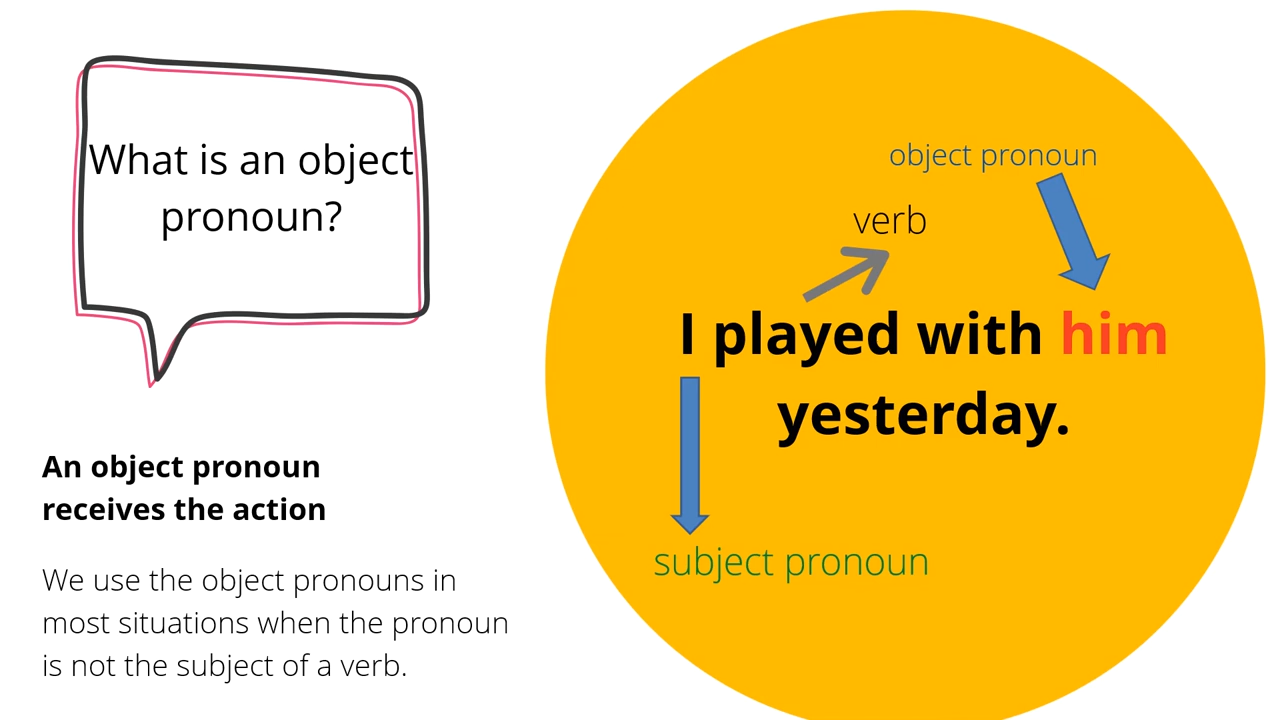 What is an object
pronoun?
An object pronoun
receives the action
We use the object pronouns in
most situations when the pronoun
is not the subject of a verb.
object pronoun
verb
I played with him
yesterday.
subject pronoun